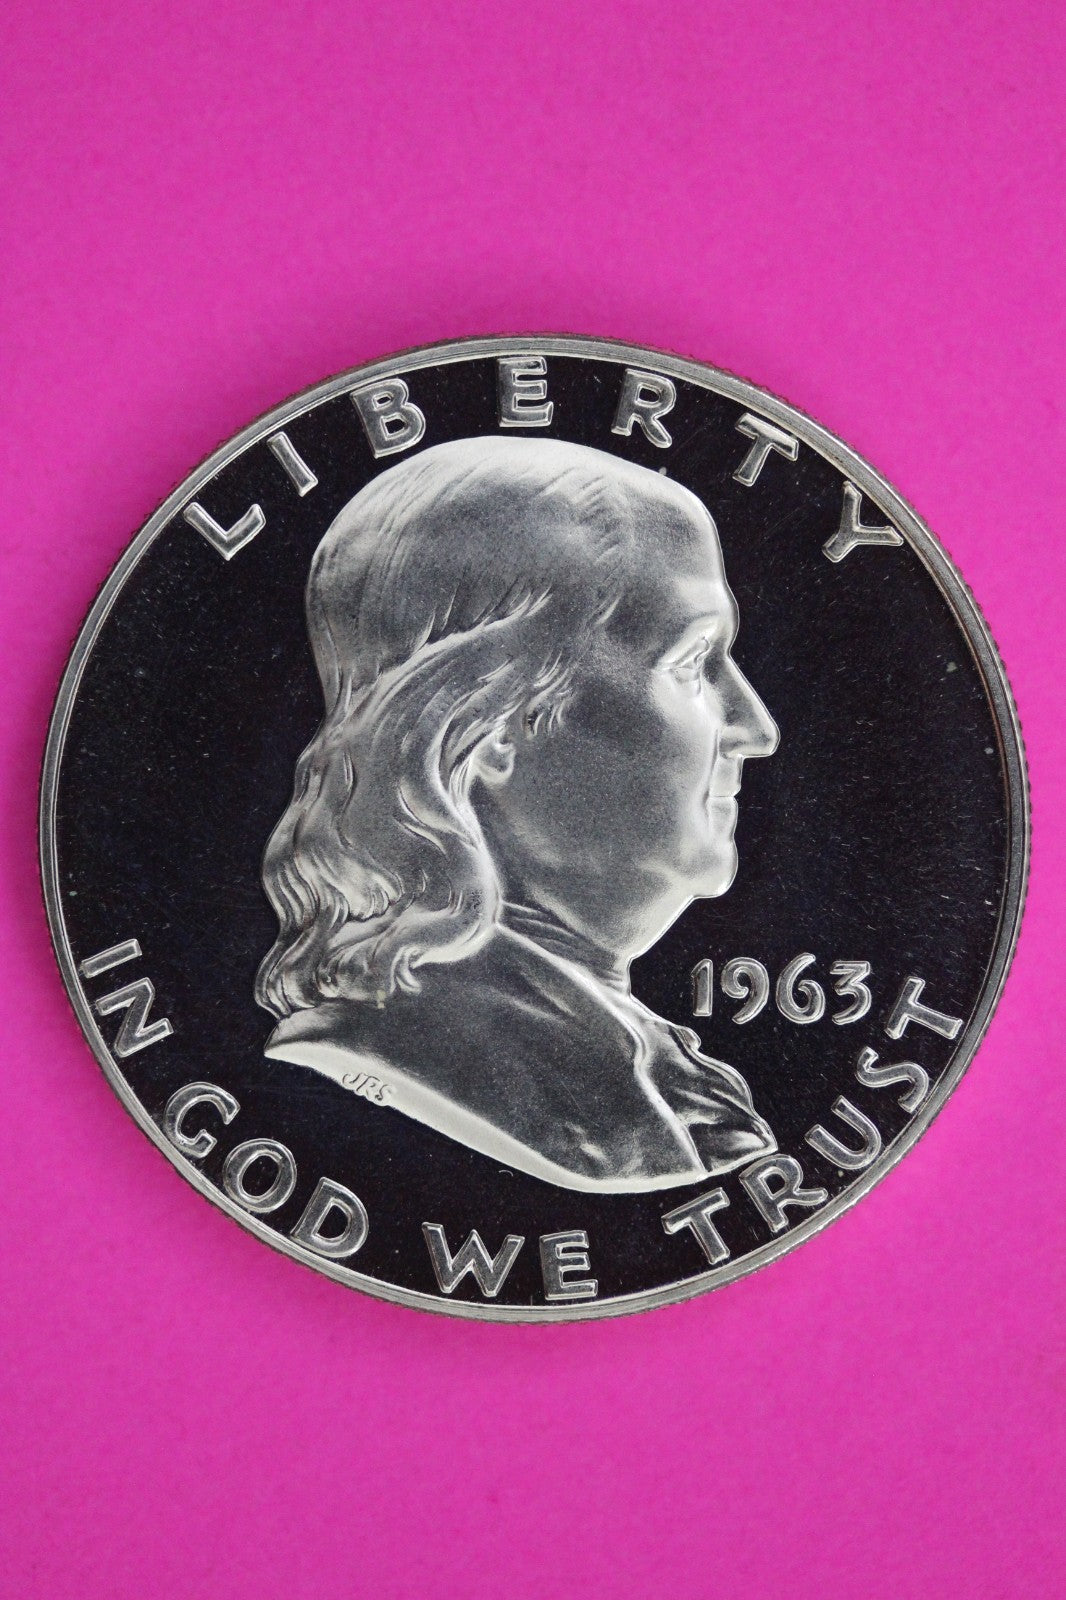 LIBERTY
1963
JRS
IN GOD WE TRUST